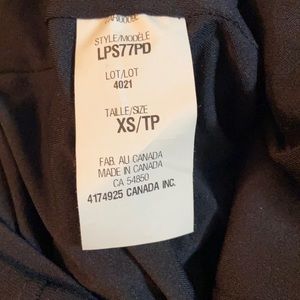 STYLE/MODÈLE
LPS77PD
LOT/LOT
4021
TAILLE/SIZE
XS/TP
FAB. AU CANADA
MADE IN CANADA
CA 54850
4174925 CANADA INC.